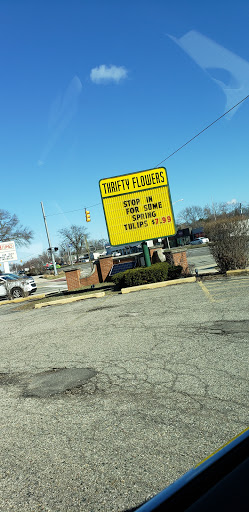 THRIFTY FLOWERS
STOP IN
FOR SOME
SPRING
TULIPS $7.99